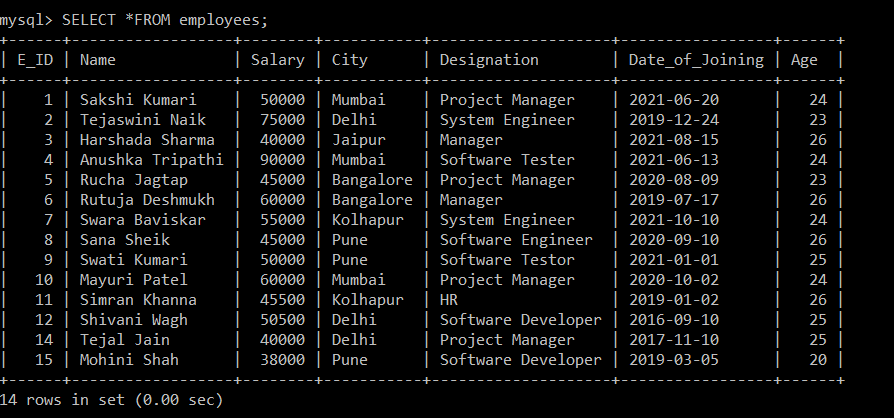 mysql> SELECT *FROM employees;
+------+------------------+--------+-----------+--------------------+-----------------+------+
| E_ID | Name             | Salary | City      | Designation        | Date_of_Joining | Age  |
+------+------------------+--------+-----------+--------------------+-----------------+------+
|    1 | Sakshi Kumari    |  50000 | Mumbai    | Project Manager    | 2021-06-20      |   24 |
|    2 | Tejaswini Naik   |  75000 | Delhi     | System Engineer    | 2019-12-24      |   23 |
|    3 | Harshada Sharma  |  40000 | Jaipur    | Manager            | 2021-08-15      |   26 |
|    4 | Anushka Tripathi |  90000 | Mumbai    | Software Tester    | 2021-06-13      |   24 |
|    5 | Rucha Jagtap     |  45000 | Bangalore | Project Manager    | 2020-08-09      |   23 |
|    6 | Rutuja Deshmukh  |  60000 | Bangalore | Manager            | 2019-07-17      |   26 |
|    7 | Swara Baviskar   |  55000 | Kolhapur  | System Engineer    | 2021-10-10      |   24 |
|    8 | Sana Sheik       |  45000 | Pune      | Software Engineer  | 2020-09-10      |   26 |
|    9 | Swati Kumari     |  50000 | Pune      | Software Testor    | 2021-01-01      |   25 |
|   10 | Mayuri Patel     |  60000 | Mumbai    | Project Manager    | 2020-10-02      |   24 |
|   11 | Simran Khanna    |  45500 | Kolhapur  | HR                 | 2019-01-02      |   26 |
|   12 | Shivani Wagh     |  50500 | Delhi     | Software Developer | 2016-09-10      |   25 |
|   14 | Tejal Jain       |  40000 | Delhi     | Project Manager    | 2017-11-10      |   25 |
|   15 | Mohini Shah      |  38000 | Pune      | Software Developer | 2019-03-05      |   20 |
+------+------------------+--------+-----------+--------------------+-----------------+------+
14 rows in set (0.00 sec)